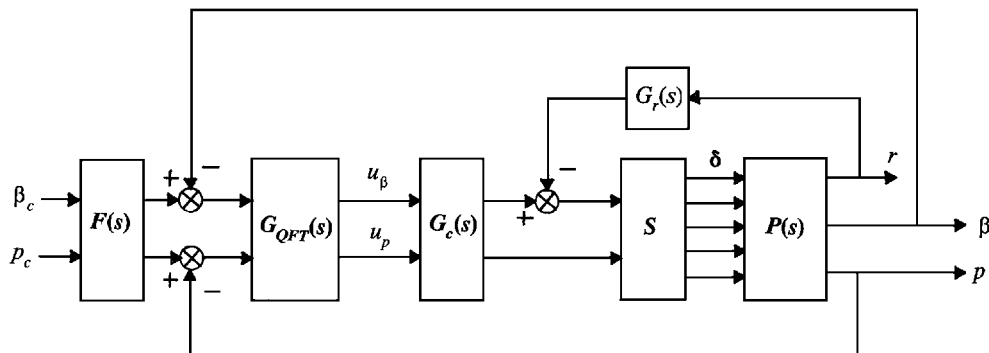 −
G_r(s)
−
δ
r
β_c
+
−
u_β
β
F(s)
G_QFT(s)
G_c(s)
+
S
P(s)
p_c
u_p
p
+
−